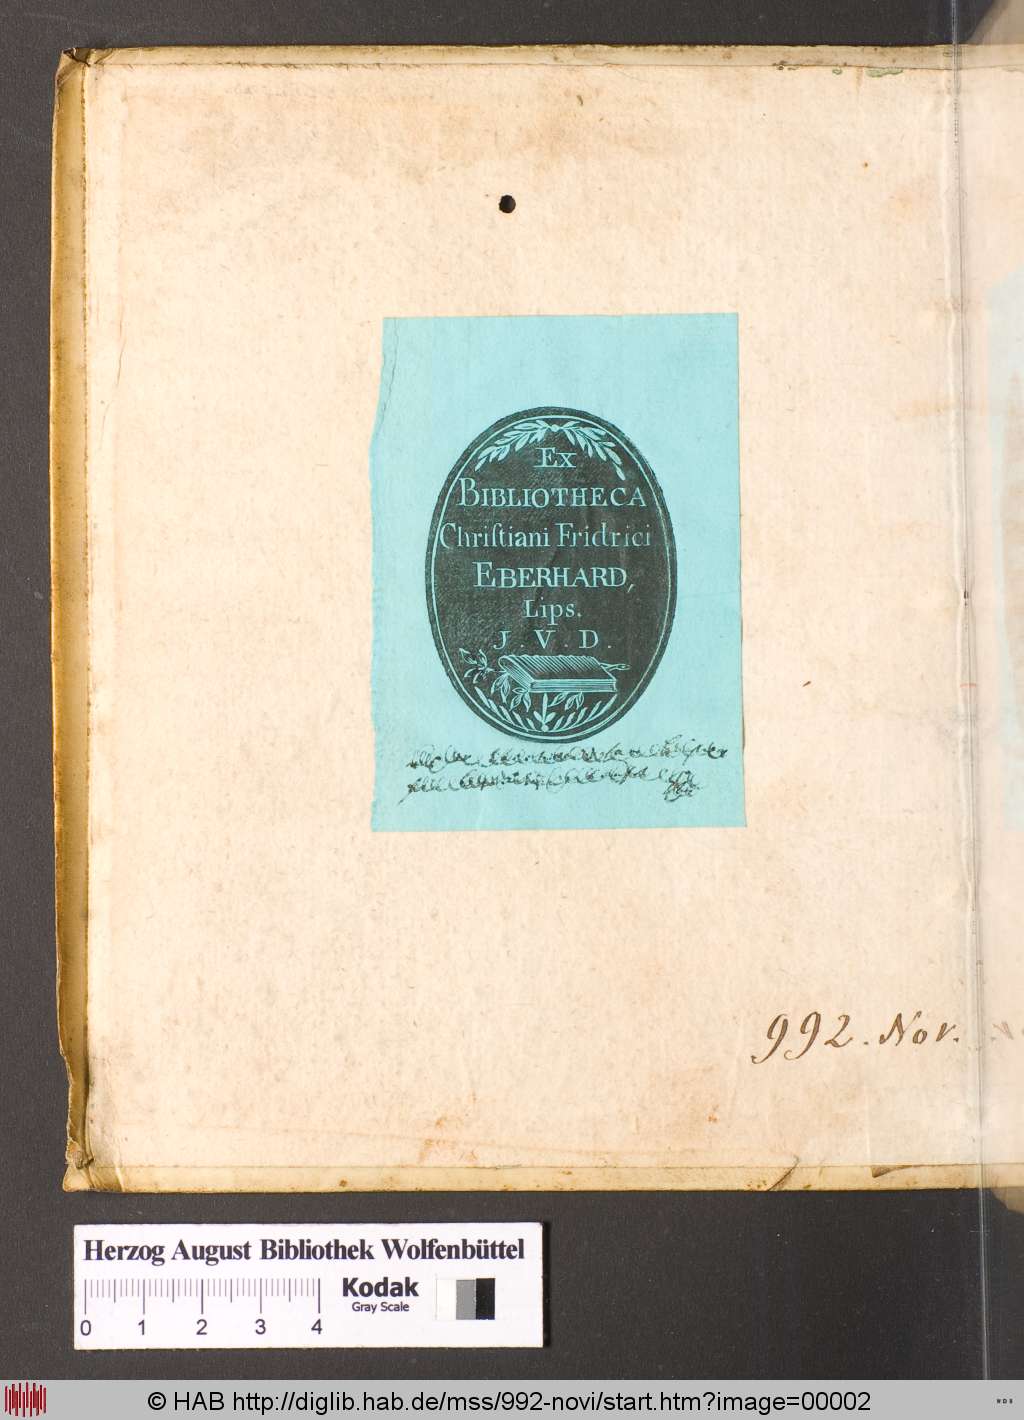 Ex
BIBLIOTHECA
Chriſtiani Fridrici
EBERHARD,
Lips.
J. V. D.
992. Nov.
Herzog August Bibliothek Wolfenbüttel
Kodak
Gray Scale
0 1 2 3 4
© HAB http://diglib.hab.de/mss/992-novi/start.htm?image=00002